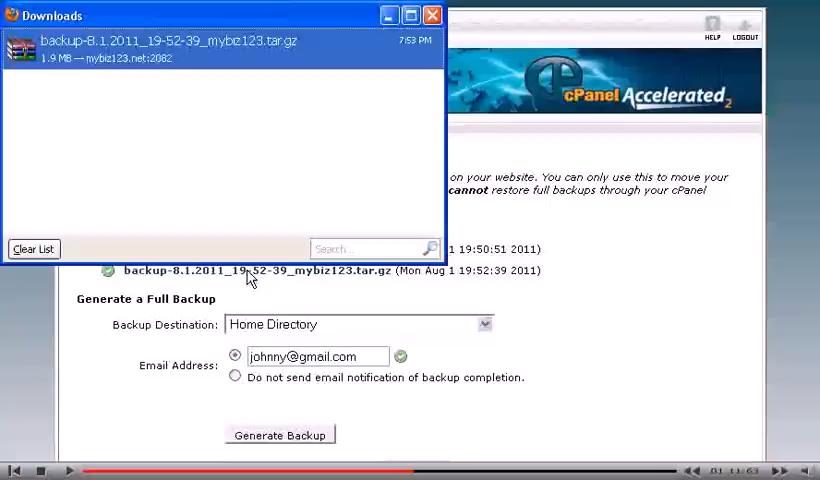 Downloads
backup-8.1.2011_19-52-39_mybiz123.tar.gz
7:53 PM
1.9 MB — mybiz123.net:2082
HELP
LOGOUT
cPanel Accelerated 2
on your website. You can only use this to move your
cannot restore full backups through your cPanel
Clear List
Search...
1 19:50:51 2011)
backup-8.1.2011_19-52-39_mybiz123.tar.gz (Mon Aug 1 19:52:39 2011)
Generate a Full Backup
Backup Destination:
Home Directory
Email Address:
johnny@gmail.com
Do not send email notification of backup completion.
Generate Backup